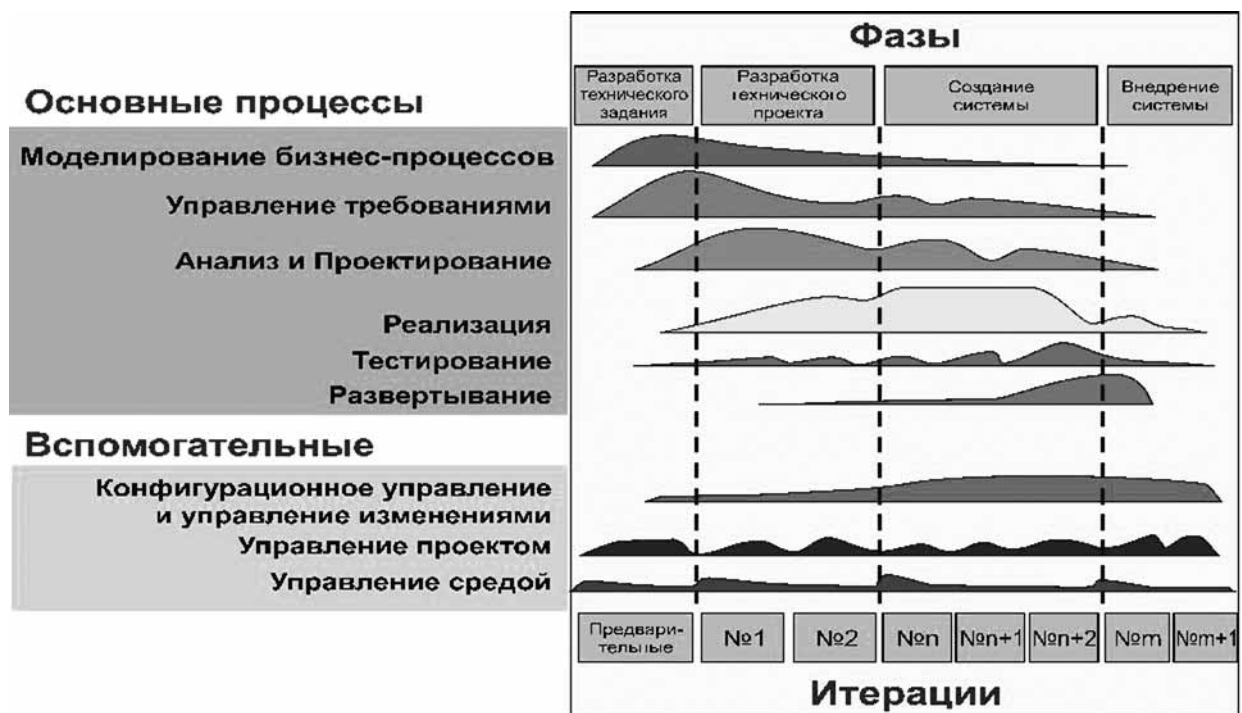 Фазы
Разработка
технического
задания
Разработка
технического
проекта
Создание
системы
Внедрение
системы
Основные процессы
Моделирование бизнес-процессов
Управление требованиями
Анализ и Проектирование
Реализация
Тестирование
Развертывание
Вспомогательные
Конфигурационное управление
и управление изменениями
Управление проектом
Управление средой
Предвари-
тельные
№1
№2
№n
№n+1
№n+2
№m
№m+1
Итерации